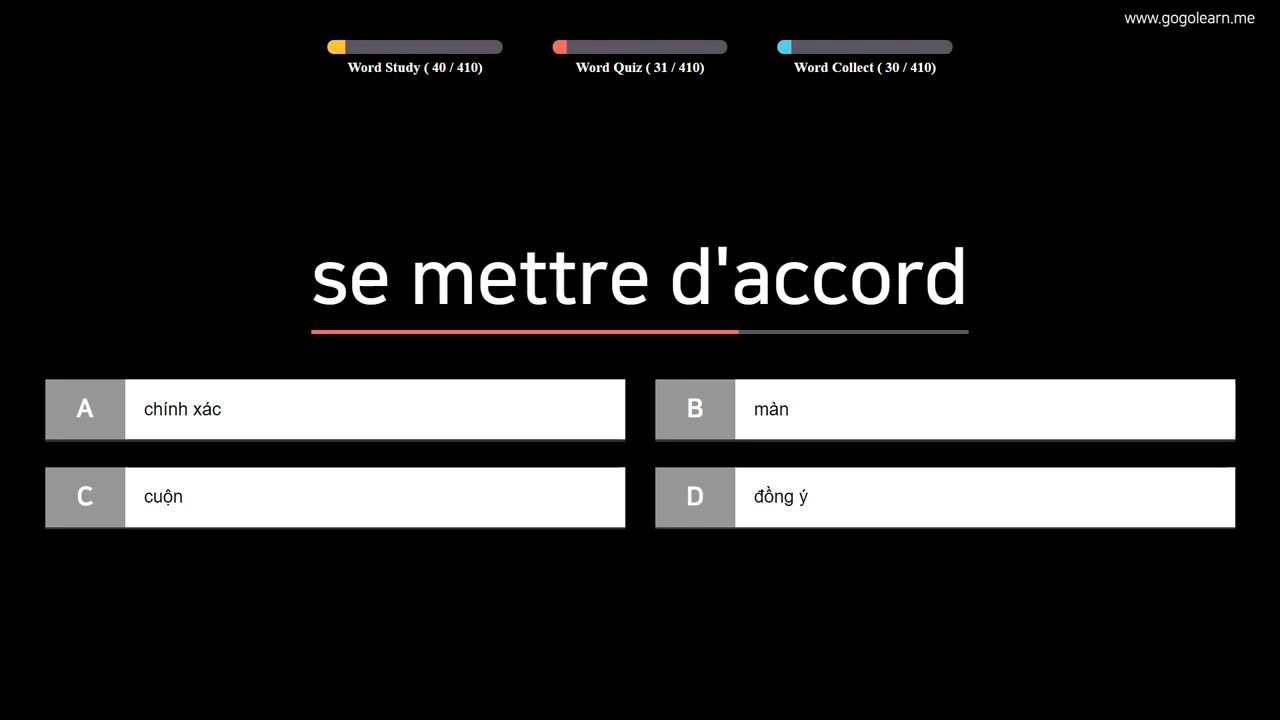 www.gogolearn.me
Word Study ( 40 / 410)
Word Quiz ( 31 / 410)
Word Collect ( 30 / 410)
se mettre d'accord
A chính xác
B màn
C cuộn
D đồng ý